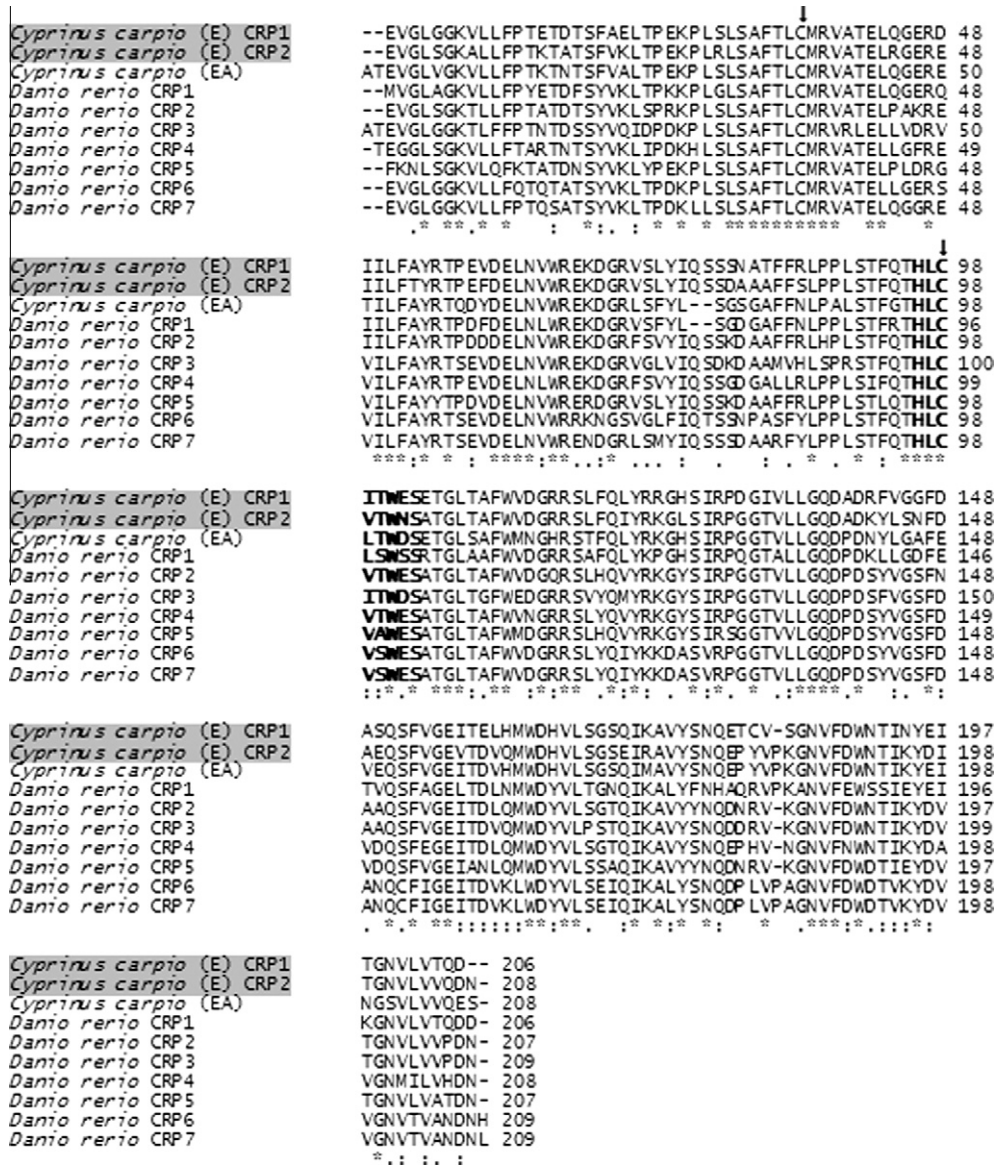 ↓
Cyprinus carpio (E) CRP1 --EVGLGGKVLLFPTETDTSFAELTPEKPLSLSAFTLCMRVATELQGERD 48
Cyprinus carpio (E) CRP2 --EVGLSGKALLFPTKTATSFVKLTPEKPLRLRLSAFTLCMRVATELRGERE 48
Cyprinus carpio (EA) ATEVGLVGKVLLFPTKTNTSFVALTPEKPLSLSAFTLCMRVATELQGERE 50
Danio rerio CRP1 --MVGLAGKVLLFPYETDFSYVKLTPKKPLGLSAFTLCMRVATELQGERQ 48
Danio rerio CRP2 --EVGLSGKTLLFPTATDTSYVKLSPRKPLSLSAFTLCMRVATELPAKRE 48
Danio rerio CRP3 ATEVGLGGKTLFFPTNTDSSYVQIDPDKPLSLSAFTLCMRVRLELLVDRV 50
Danio rerio CRP4 -TEGGLSGKVLLFTARTNTSYVKLIPDKHLSLSAFTLCMRVATELLGFRE 49
Danio rerio CRP5 --FKNLSGKVLQFKTATDNSYVKLYPEKPLSLSAFTLCMRVATELPLDRG 48
Danio rerio CRP6 --EVGLGGKVLLFQTQTATSYVKLTPDKPLSLSAFTLCMRVATELLGERS 48
Danio rerio CRP7 --EVGLGGKVLLFPTQSATSYVKLTPDKLLSLSAFTLCMRVATELQGGRE 48
.* **.* * : *:. : * * * *********** ** *
↓
Cyprinus carpio (E) CRP1 IILFAYRTPEVDELNVWREKDGRVSLYIQSSSNATFFRLPPLSTFQTHLC 98
Cyprinus carpio (E) CRP2 IILFTYRTPEFDELNVWREKDGRVSLYIQSSDAAAFFSLPPLSTFQTHLC 98
Cyprinus carpio (EA) TILFAYRTQDYDELNVWREKDGRLSFYL--SGSGAFFNLPALSTFGTHLC 98
Danio rerio CRP1 IILFAYRTPDFDELNLWREKDGRVSFYL--SGDGAFFNLPPLSTFRTHLC 96
Danio rerio CRP2 IILFAYRTPDDDELNVWREKDGRFSVYIQSSKDAAFFRLHPLSTFQTHLC 98
Danio rerio CRP3 VILFAYRTSEVDELNVWREKDGRVGLVIQSDKDAAMVHLSPRSTFQTHLC 100
Danio rerio CRP4 VILFAYRTPEVDELNLWREKDGRFSVYIQSSGDGALLRLPPLSIFQTHLC 99
Danio rerio CRP5 VILFAYYTPDVDELNVWRERDGRVSLYIQSSKDAAFFRLPPLSTLQTHLC 98
Danio rerio CRP6 VILFAYRTSEVDELNVWRRKNGSVGLFIQTSSNPASFYLPPLSTFQTHLC 98
Danio rerio CRP7 VILFAYRTSEVDELNVWRENDGRLSMYIQSSSDAARFYLPPLSTFQTHLC 98
***:* * : ****:**..:* ... : . : . * . * : ****
Cyprinus carpio (E) CRP1 ITWESETGLTAFWVDGRRSLFQLYRRGHSIRPDGIVLLGQDADRFVGGFD 148
Cyprinus carpio (E) CRP2 VTWNSATGLTAFWVDGRRSLFQIYRKGLSIRPGGTVLLGQDADKYLSNFD 148
Cyprinus carpio (EA) LTWDSETGLSAFWMNGHRSTFQLYRKGHSIRPGGTVLLGQDPDNYLGAFE 148
Danio rerio CRP1 LSWSSRTGLAAFWVDGRRSAFQLYKPGHSIRPQGTALLGQDPDKLLGDFE 146
Danio rerio CRP2 VTWESATGLTAFWVDGQRSLHQVYRKGYSIRPGGTVLLGQDPDSYVGSFN 148
Danio rerio CRP3 ITWDSATGLTGFWEDGRRSVYQMYRKGYSIRPGGTVLLGQDPDSFVGSFD 150
Danio rerio CRP4 VTWESATGLTAFWVNGRRSLYQVYRKGYSIRPGGTVLLGQDPDSYVGSFD 149
Danio rerio CRP5 VAWESATGLTAFWMDGRRSLHQVYRKGYSIRSGGTVVLGQDPDSYVGSFD 148
Danio rerio CRP6 VSWESATGLTAFWVDGRRSLYQIYKKDASVRPGGTVLLGQDPDSYVGSFD 148
Danio rerio CRP7 VSWESATGLTAFWVDGRRSLYQIYKKDASVRPGGTVLLGQDPDSYVGSFD 148
::*.* ***:.** :*:** .*:*: . *:*. * .:****.* :. *:
Cyprinus carpio (E) CRP1 ASQSFVGEITELHMWDHVLSGSQIKAVYSNQETCV-SGNVFDWNTINYEI 197
Cyprinus carpio (E) CRP2 AEQSFVGEVTDVQMWDHVLSGSEIRAVYSNQEPYVPKGNVFDWNTIKYDI 198
Cyprinus carpio (EA) VEQSFVGEITDVHMWDHVLSGSQIMAVYSNQEPYVPKGNVFDWNTIKYEI 198
Danio rerio CRP1 TVQSFAGELTDLNMWDYVLTGNQIKALYFNHAQRVPKANVFEWSSIEYEI 196
Danio rerio CRP2 AAQSFVGEITDLQMWDYVLSGTQIKAVYYNQDNRV-KGNVFDWNTIKYDV 197
Danio rerio CRP3 AAQSFVGEITDVQMWDYVLPSTQIKAVYSNQDDRV-KGNVFDWNTIKYDV 199
Danio rerio CRP4 VDQSFEGEITDLQMWDYVLSGTQIKAVYSNQEPHV-NGNVFNWNTIKYDA 198
Danio rerio CRP5 VDQSFVGEIANLQMWDYVLSSAQIKAVYYNQDNRV-KGNVFDWDTIEYDV 197
Danio rerio CRP6 ANQCFIGEITDVKLWDYVLSEIQIKALYSNQDPLVPAGNVFDWDTVKYDV 198
Danio rerio CRP7 ANQCFIGEITDVKLWDYVLSEIQIKALYSNQDPLVPAGNVFDWDTVKYDV 198
. *.* **::::::**:**. :* *:* *: * .***:*.:::*:
Cyprinus carpio (E) CRP1 TGNVLVTQD-- 206
Cyprinus carpio (E) CRP2 TGNVLVVQDN- 208
Cyprinus carpio (EA) NGSVLVVQES- 208
Danio rerio CRP1 KGNVLVTQDD- 206
Danio rerio CRP2 TGNVLVVPDN- 207
Danio rerio CRP3 TGNVLVVPDN- 209
Danio rerio CRP4 VGNMILVHDN- 208
Danio rerio CRP5 TGNVLVATDN- 207
Danio rerio CRP6 VGNVTVANDNH 209
Danio rerio CRP7 VGNVTVANDNL 209
*.: :. :